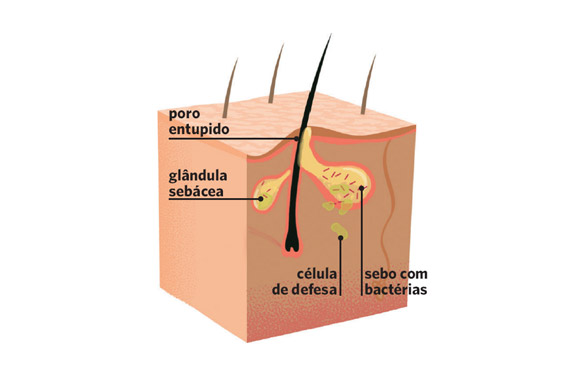 poro
entupido
glândula
sebácea
célula
de defesa
sebo com
bactérias